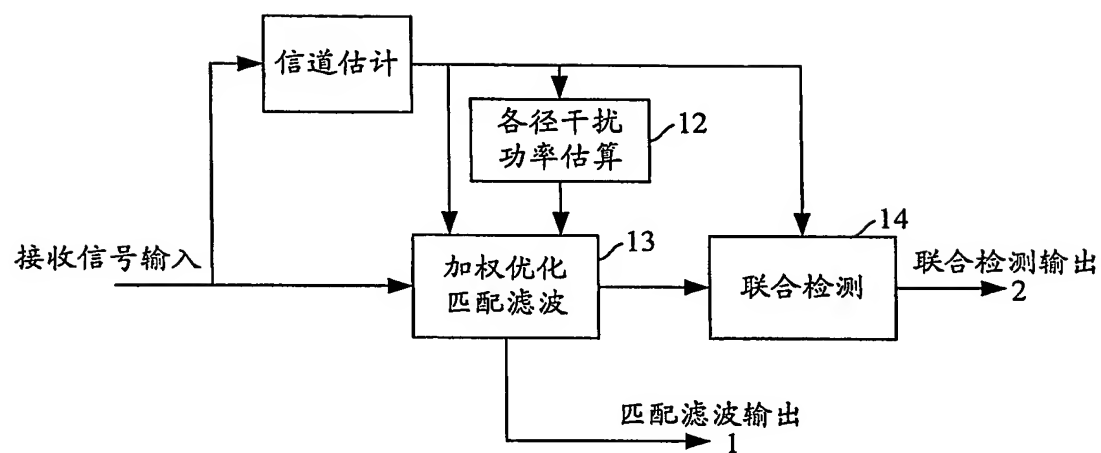 信道估计
各径干扰
功率估算
12
接收信号输入
加权优化
匹配滤波
13
联合检测
14
联合检测输出
2
匹配滤波输出
1